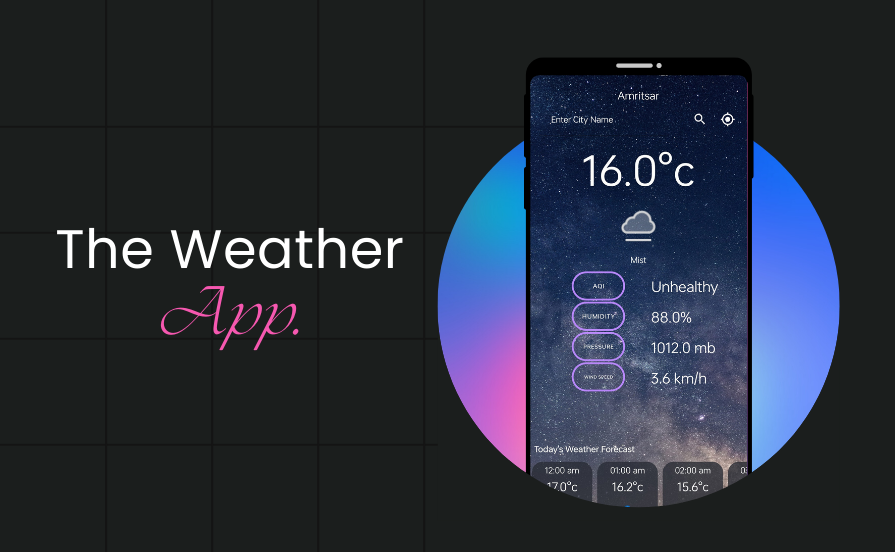 The Weather
App.
Amritsar
Enter City Name
16.0°c
Mist
AQI Unhealthy
HUMIDITY 88.0%
PRESSURE 1012.0 mb
WIND SPEED 3.6 km/h
Today's Weather Forecast
12:00 am 01:00 am 02:00 am
17.0°c 16.2°c 15.6°c